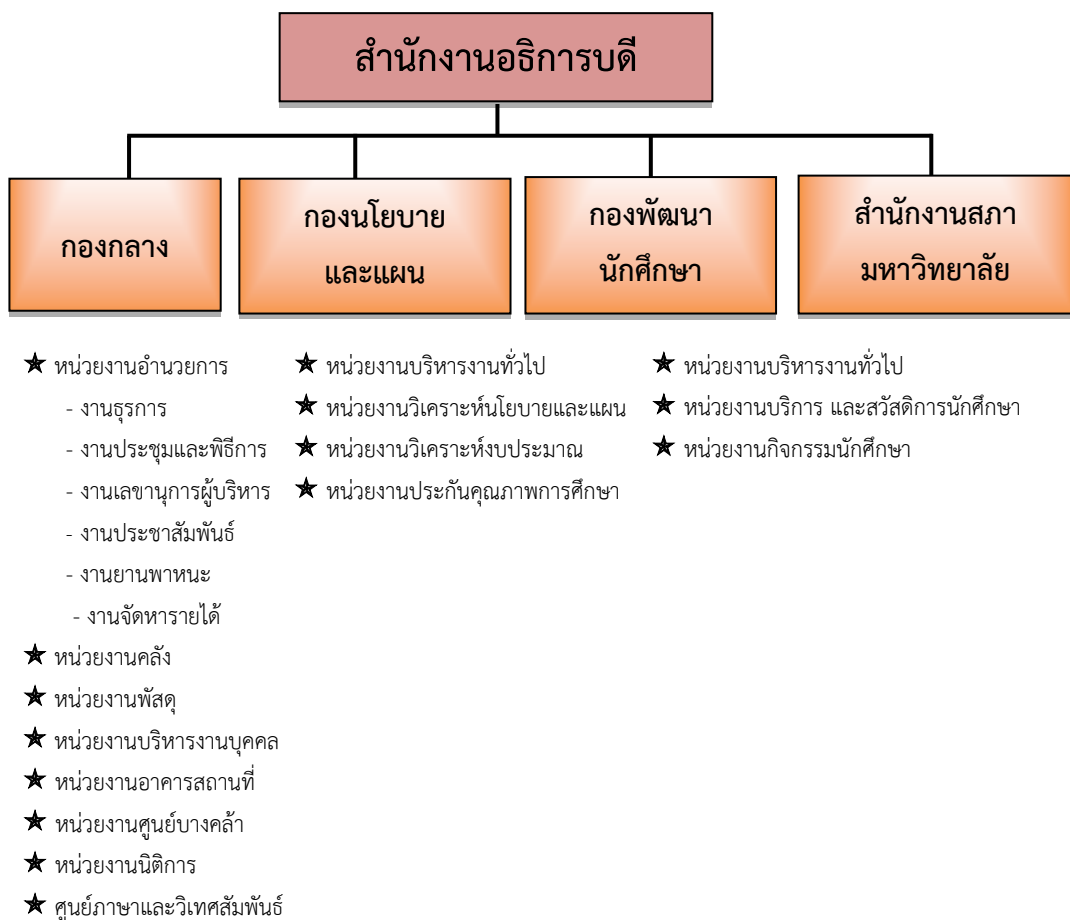 สำนักงานอธิการบดี
กองกลาง
กองนโยบาย
และแผน
กองพัฒนา
นักศึกษา
สำนักงานสภา
มหาวิทยาลัย
★ หน่วยงานอำนวยการ
- งานธุรการ
- งานประชุมและพิธีการ
- งานเลขานุการผู้บริหาร
- งานประชาสัมพันธ์
- งานยานพาหนะ
- งานจัดหารายได้
★ หน่วยงานคลัง
★ หน่วยงานพัสดุ
★ หน่วยงานบริหารงานบุคคล
★ หน่วยงานอาคารสถานที่
★ หน่วยงานศูนย์บางคล้า
★ หน่วยงานนิติการ
★ ศูนย์ภาษาและวิเทศสัมพันธ์
★ หน่วยงานบริหารงานทั่วไป
★ หน่วยงานวิเคราะห์นโยบายและแผน
★ หน่วยงานวิเคราะห์งบประมาณ
★ หน่วยงานประกันคุณภาพการศึกษา
★ หน่วยงานบริหารงานทั่วไป
★ หน่วยงานบริการ และสวัสดิการนักศึกษา
★ หน่วยงานกิจกรรมนักศึกษา